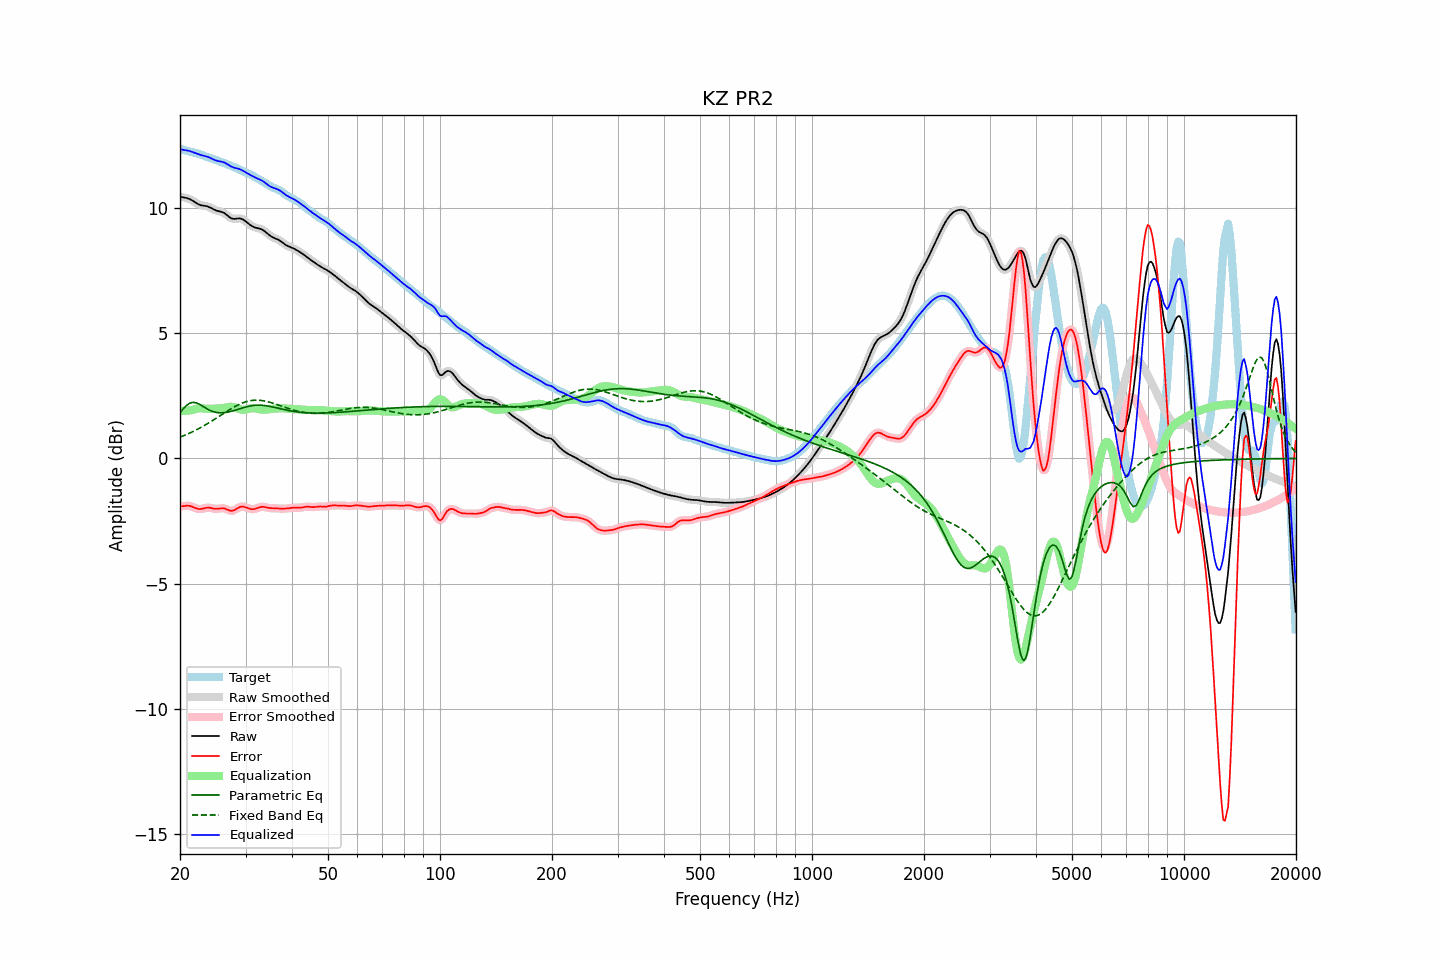 KZ PR2
Amplitude (dBr)
10
5
0
−5
−10
−15
Target
Raw Smoothed
Error Smoothed
Raw
Error
Equalization
Parametric Eq
Fixed Band Eq
Equalized
20 50 100 200 500 1000 2000 5000 10000 20000
Frequency (Hz)